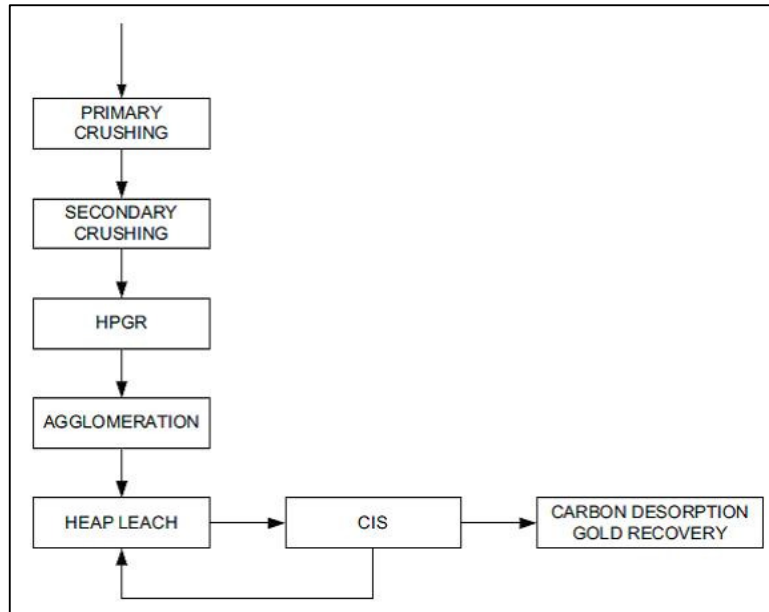 PRIMARY
CRUSHING
SECONDARY
CRUSHING
HPGR
AGGLOMERATION
HEAP LEACH
CIS
CARBON DESORPTION
GOLD RECOVERY